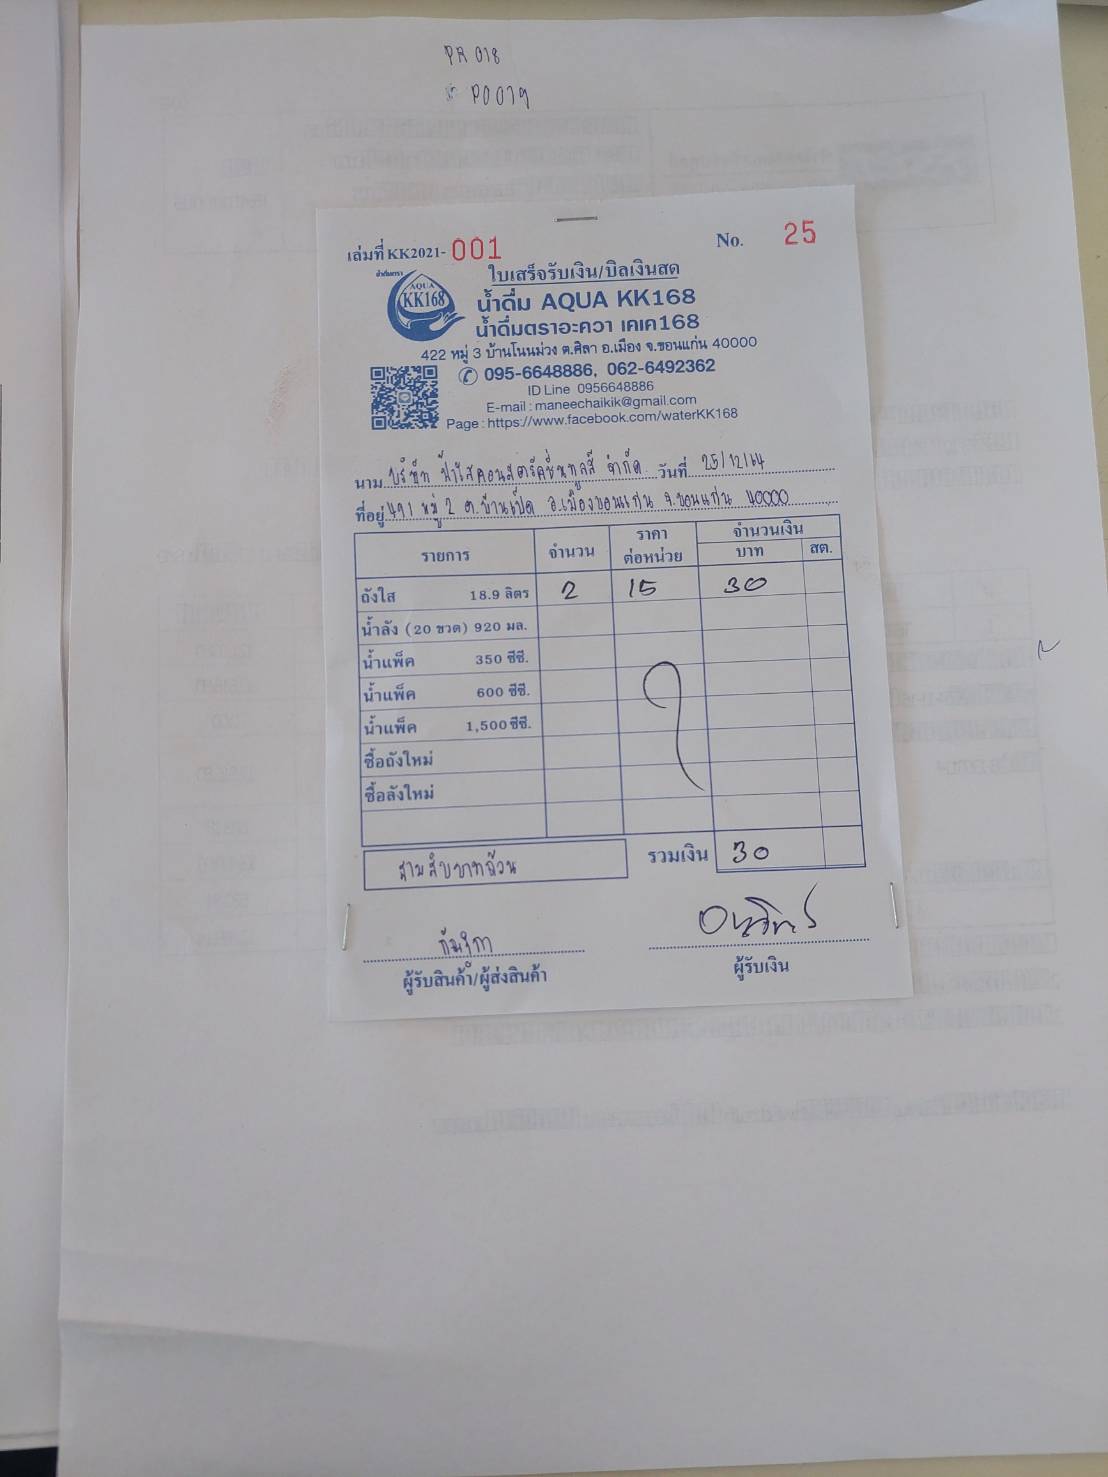 PR 018
PO 019
เล่มที่ KK2021- 001 No. 25
ใบเสร็จรับเงิน/บิลเงินสด
น้ำดื่มตรา
AQUA
KK168
น้ำดื่ม AQUA KK168
น้ำดื่มตราอะควา เคเค168
422 หมู่ 3 บ้านโนนม่วง ต.ศิลา อ.เมือง จ.ขอนแก่น 40000
095-6648886, 062-6492362
ID Line 0956648886
E-mail : maneechaikik@gmail.com
Page : https://www.facebook.com/waterKK168
นาม บริษัท ฟ้าใสคอนสตรัคชั่นทูลส์ จำกัด วันที่ 25/12/64
ที่อยู่ 491 หมู่ 2 ต.บ้านเป็ด อ.เมืองขอนแก่น จ.ขอนแก่น 40000
รายการ จำนวน ราคาต่อหน่วย จำนวนเงิน
บาท สต.
ถังใส 18.9 ลิตร 2 15 30
น้ำลัง (20 ขวด) 920 มล.
น้ำแพ็ค 350 ซีซี.
น้ำแพ็ค 600 ซีซี.
น้ำแพ็ค 1,500 ซีซี.
ซื้อถังใหม่
ซื้อลังใหม่
สามสิบบาทถ้วน รวมเงิน 30
ผู้รับสินค้า/ผู้ส่งสินค้า ผู้รับเงิน